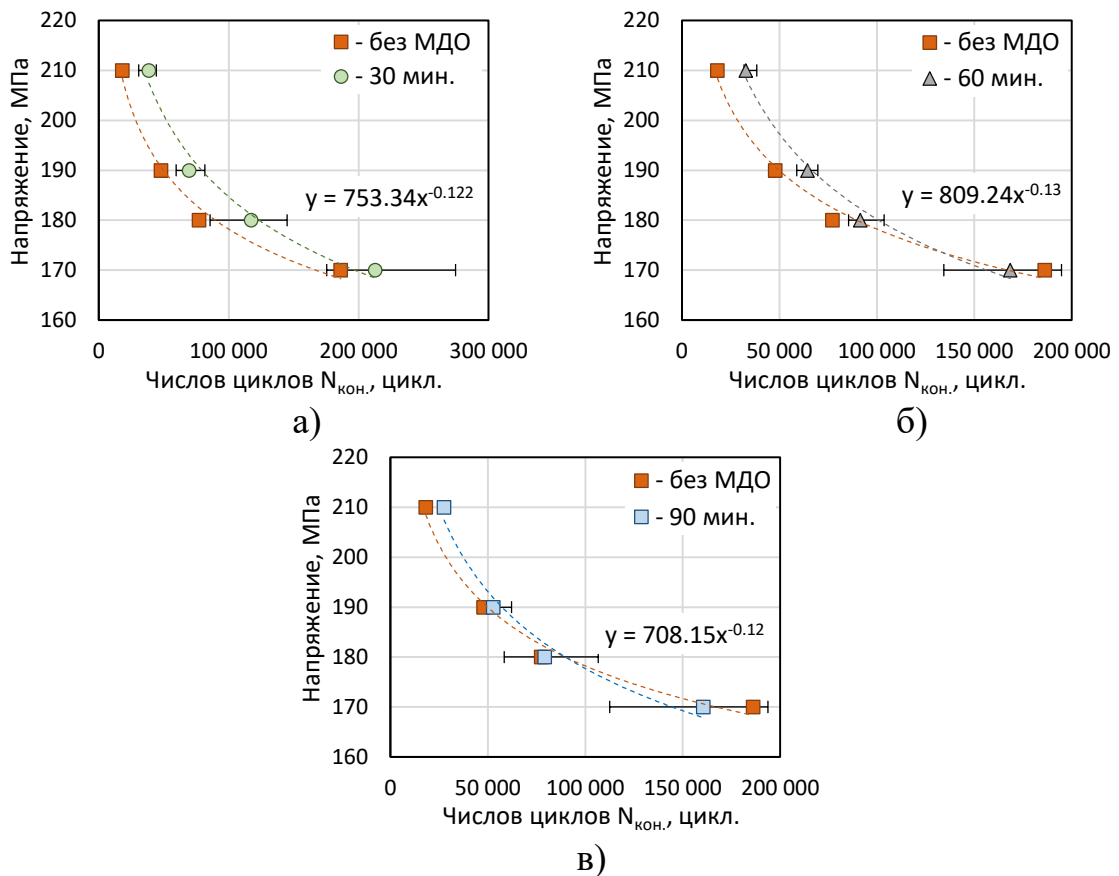 220
210
200
190
180
170
160
Напряжение, МПа
- без МДО
- 30 мин.
y = 753.34x-0.122
0
100 000
200 000
300 000
Числов циклов Nкон., цикл.
а)
220
210
200
190
180
170
160
Напряжение, МПа
- без МДО
- 60 мин.
y = 809.24x-0.13
0
50 000
100 000
150 000
200 000
Числов циклов Nкон., цикл.
б)
220
210
200
190
180
170
160
Напряжение, МПа
- без МДО
- 90 мин.
y = 708.15x-0.12
0
50 000
100 000
150 000
200 000
Числов циклов Nкон., цикл.
в)